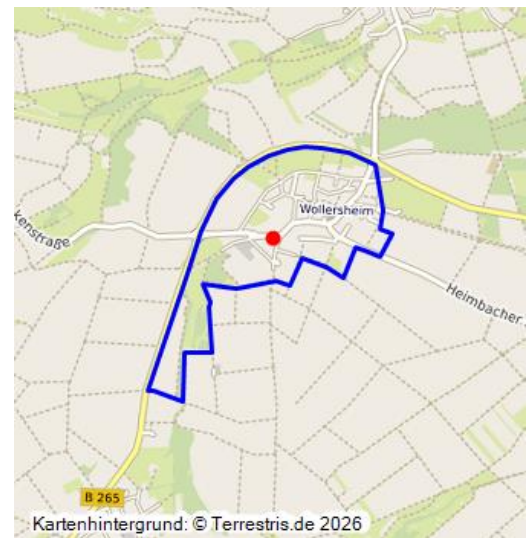 Wollersheim
kenstraße
Heimbacher.
B 265
Kartenhintergrund: © Terrestris.de 2026